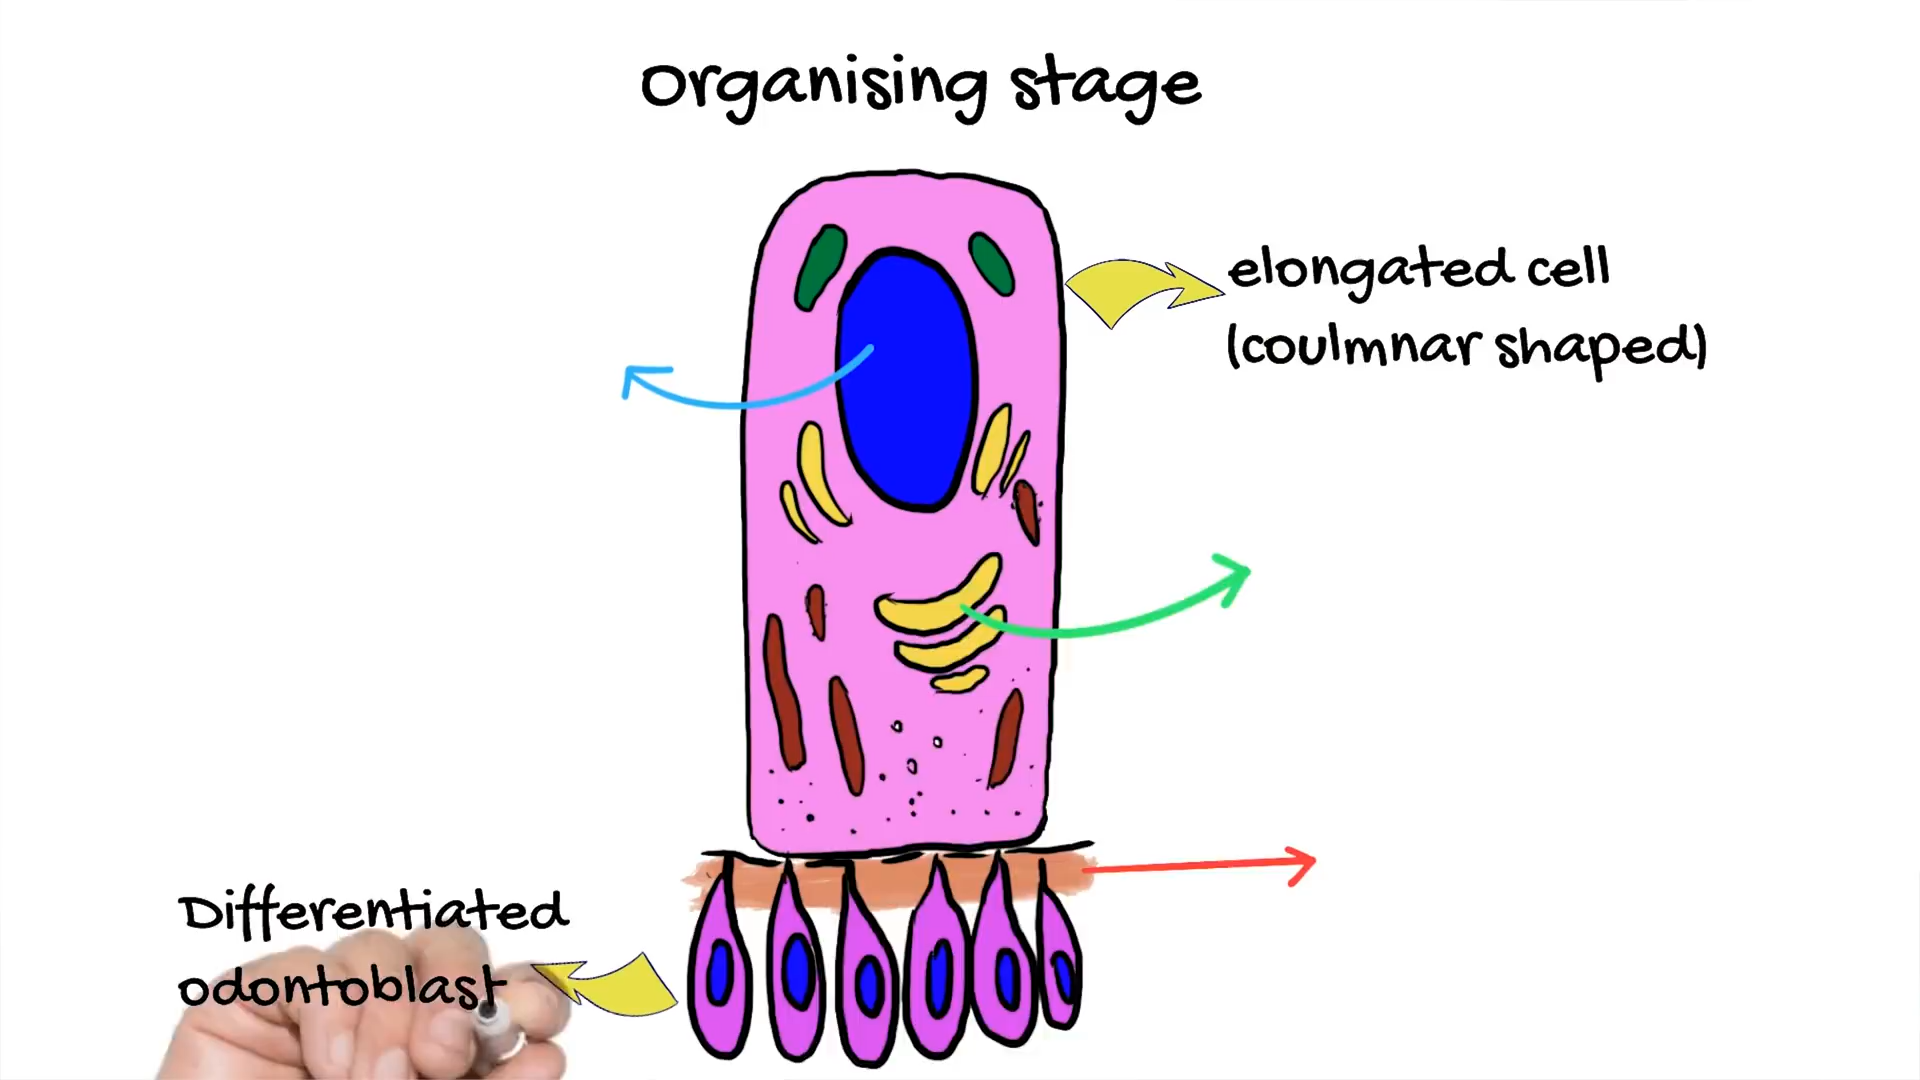 Organising stage
elongated cell
(coulmnar shaped)
Differentiated
odontoblast